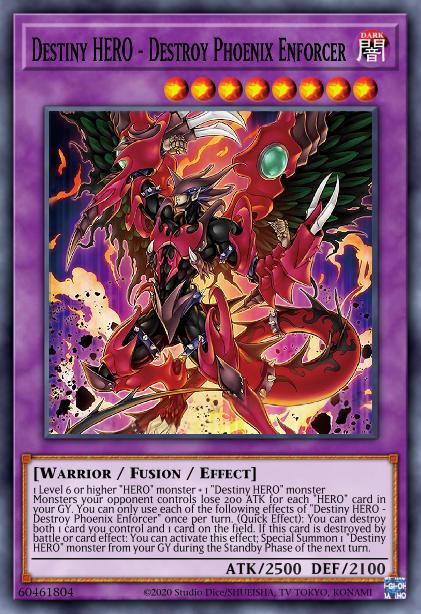 DESTINY HERO - DESTROY PHOENIX ENFORCER
DARK
闇
[WARRIOR / FUSION / EFFECT]
1 Level 6 or higher "HERO" monster + 1 "Destiny HERO" monster
Monsters your opponent controls lose 200 ATK for each "HERO" card in
your GY. You can only use each of the following effects of "Destiny HERO -
Destroy Phoenix Enforcer" once per turn. (Quick Effect): You can destroy
both 1 card you control and 1 card on the field. If this card is destroyed by
battle or card effect: You can activate this effect; Special Summon 1 "Destiny
HERO" monster from your GY during the Standby Phase of the next turn.
ATK/2500 DEF/2100
60461804 ©2020 Studio Dice/SHUEISHA, TV TOKYO, KONAMI